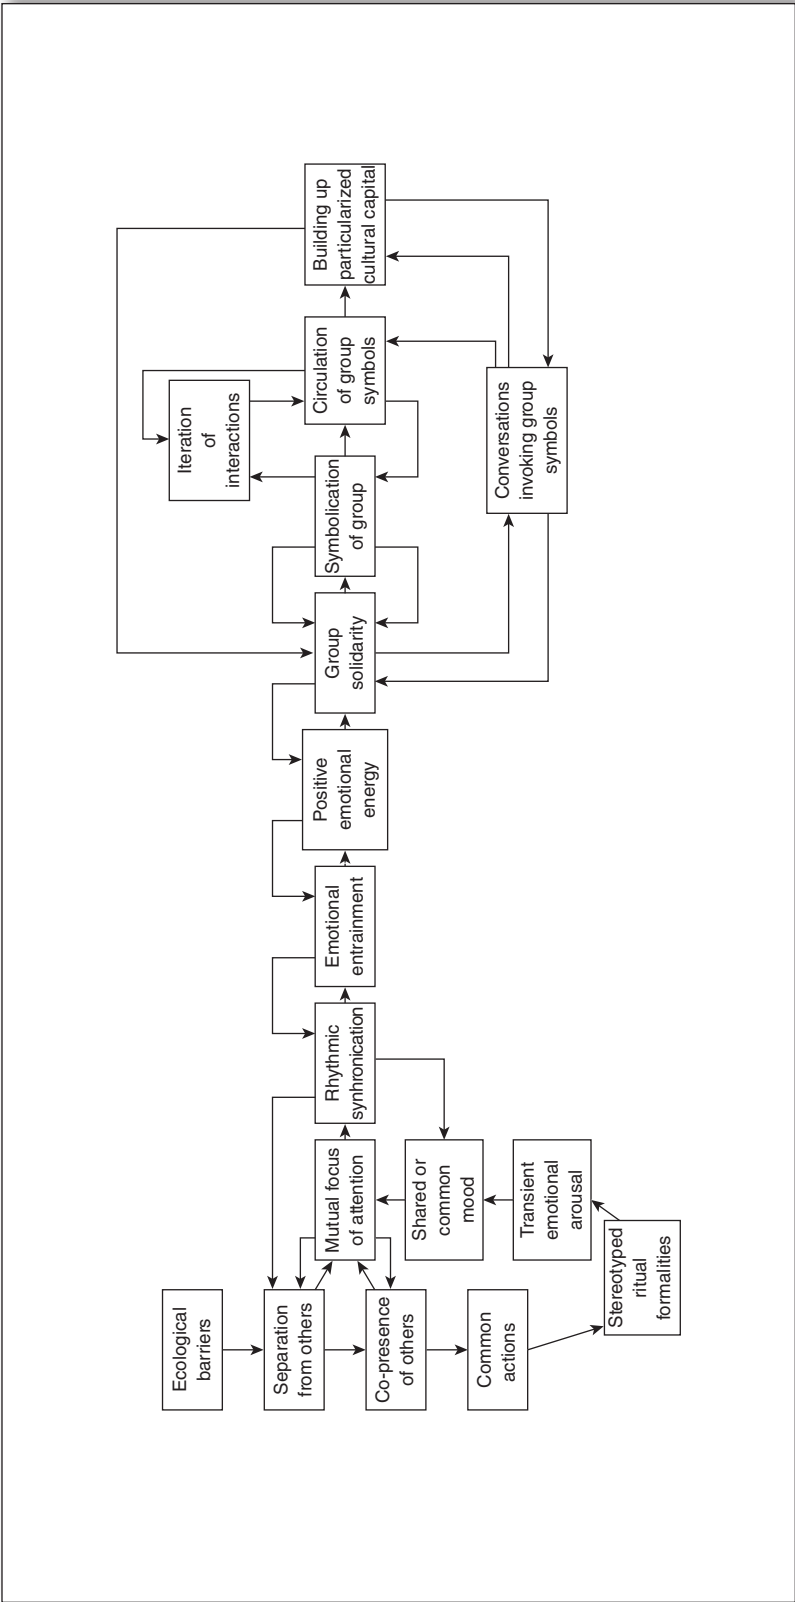 Ecological
barriers
Separation
from others
Co-presence
of others
Common
actions
Stereotyped
ritual
formalities
Transient
emotional
arousal
Shared or
common
mood
Mutual focus
of attention
Rhythmic
synhronication
Emotional
entrainment
Positive
emotional
energy
Group
solidarity
Symbolication
of group
Iteration
of
interactions
Circulation
of group
symbols
Building up
particularized
cultural capital
Conversations
invoking group
symbols